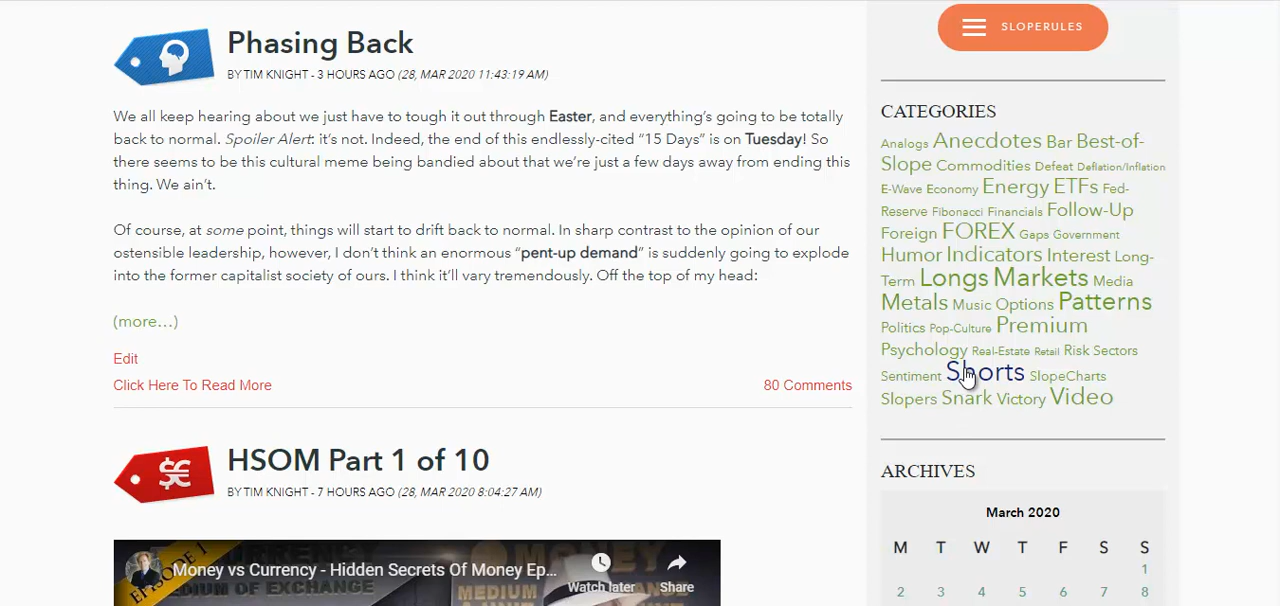 Phasing Back
BY TIM KNIGHT - 3 HOURS AGO (28, MAR 2020 11:43:19 AM)
We all keep hearing about we just have to tough it out through Easter, and everything's going to be totally
back to normal. Spoiler Alert: it's not. Indeed, the end of this endlessly-cited "15 Days" is on Tuesday! So
there seems to be this cultural meme being bandied about that we're just a few days away from ending this
thing. We ain't.
Of course, at some point, things will start to drift back to normal. In sharp contrast to the opinion of our
ostensible leadership, however, I don't think an enormous "pent-up demand" is suddenly going to explode
into the former capitalist society of ours. I think it'll vary tremendously. Off the top of my head:
(more…)
Edit
Click Here To Read More
80 Comments
HSOM Part 1 of 10
BY TIM KNIGHT - 7 HOURS AGO (28, MAR 2020 8:04:27 AM)
EPISODE 1
Money vs Currency - Hidden Secrets Of Money Ep...
Watch later
Share
MEDIUM OF EXCHANGE
MEDIUM
SLOPERULES
CATEGORIES
Analogs Anecdotes Bar Best-of-
Slope Commodities Defeat Deflation/Inflation
E-Wave Economy Energy ETFs Fed-
Reserve Fibonacci Financials Follow-Up
Foreign FOREX Gaps Government
Humor Indicators Interest Long-
Term Longs Markets Media
Metals Music Options Patterns
Politics Pop-Culture Premium
Psychology Real-Estate Retail Risk Sectors
Sentiment Shorts SlopeCharts
Slopers Snark Victory Video
ARCHIVES
March 2020
M T W T F S S
1
2 3 4 5 6 7 8